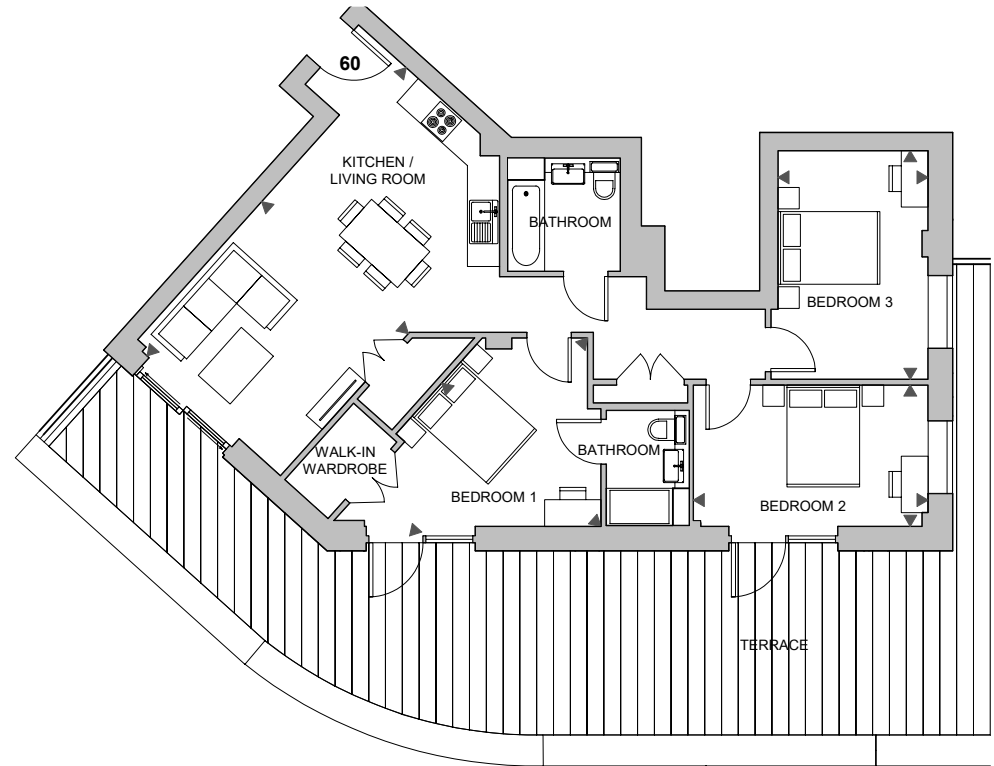 60
KITCHEN /
LIVING ROOM
BATHROOM
BEDROOM 3
WALK-IN
WARDROBE
BATHROOM
BEDROOM 1
BEDROOM 2
TERRACE